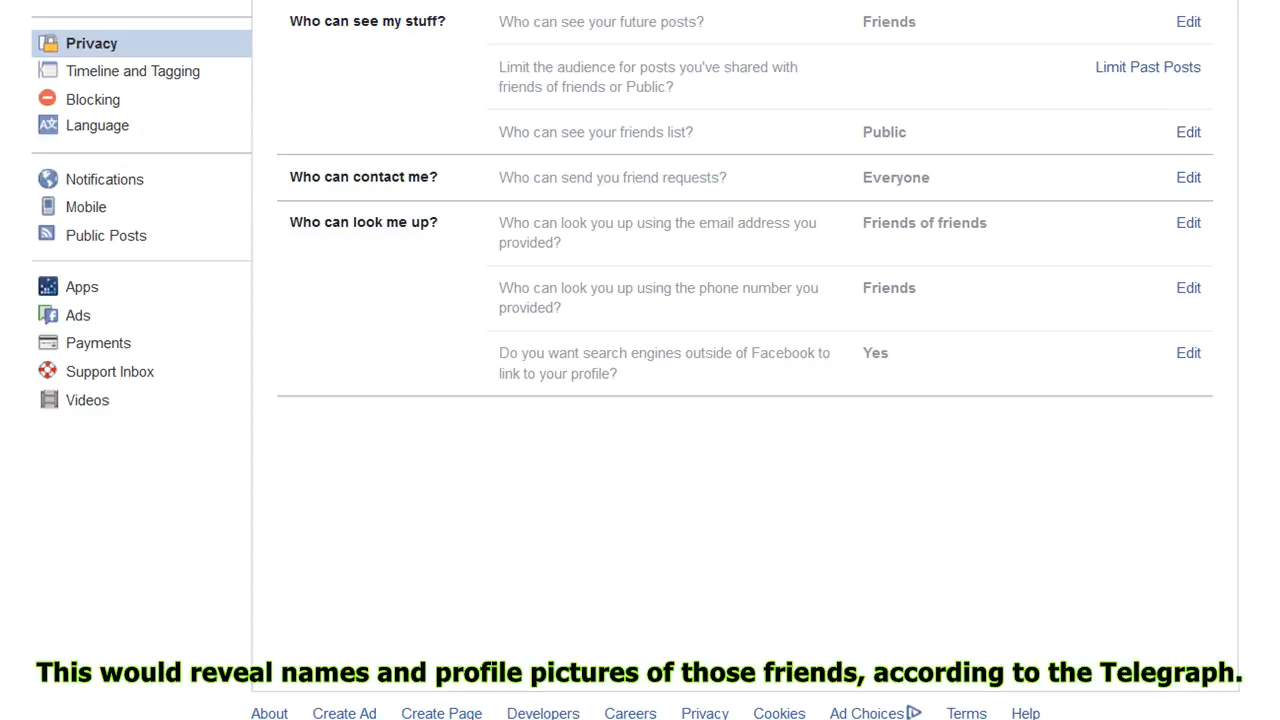 Privacy
Timeline and Tagging
Blocking
Language
Notifications
Mobile
Public Posts
Apps
Ads
Payments
Support Inbox
Videos
Who can see my stuff?
Who can see your future posts?
Friends
Edit
Limit the audience for posts you've shared with
friends of friends or Public?
Limit Past Posts
Who can see your friends list?
Public
Edit
Who can contact me?
Who can send you friend requests?
Everyone
Edit
Who can look me up?
Who can look you up using the email address you
provided?
Friends of friends
Edit
Who can look you up using the phone number you
provided?
Friends
Edit
Do you want search engines outside of Facebook to
link to your profile?
Yes
Edit
This would reveal names and profile pictures of those friends, according to the Telegraph.
About Create Ad Create Page Developers Careers Privacy Cookies Ad Choices Terms Help